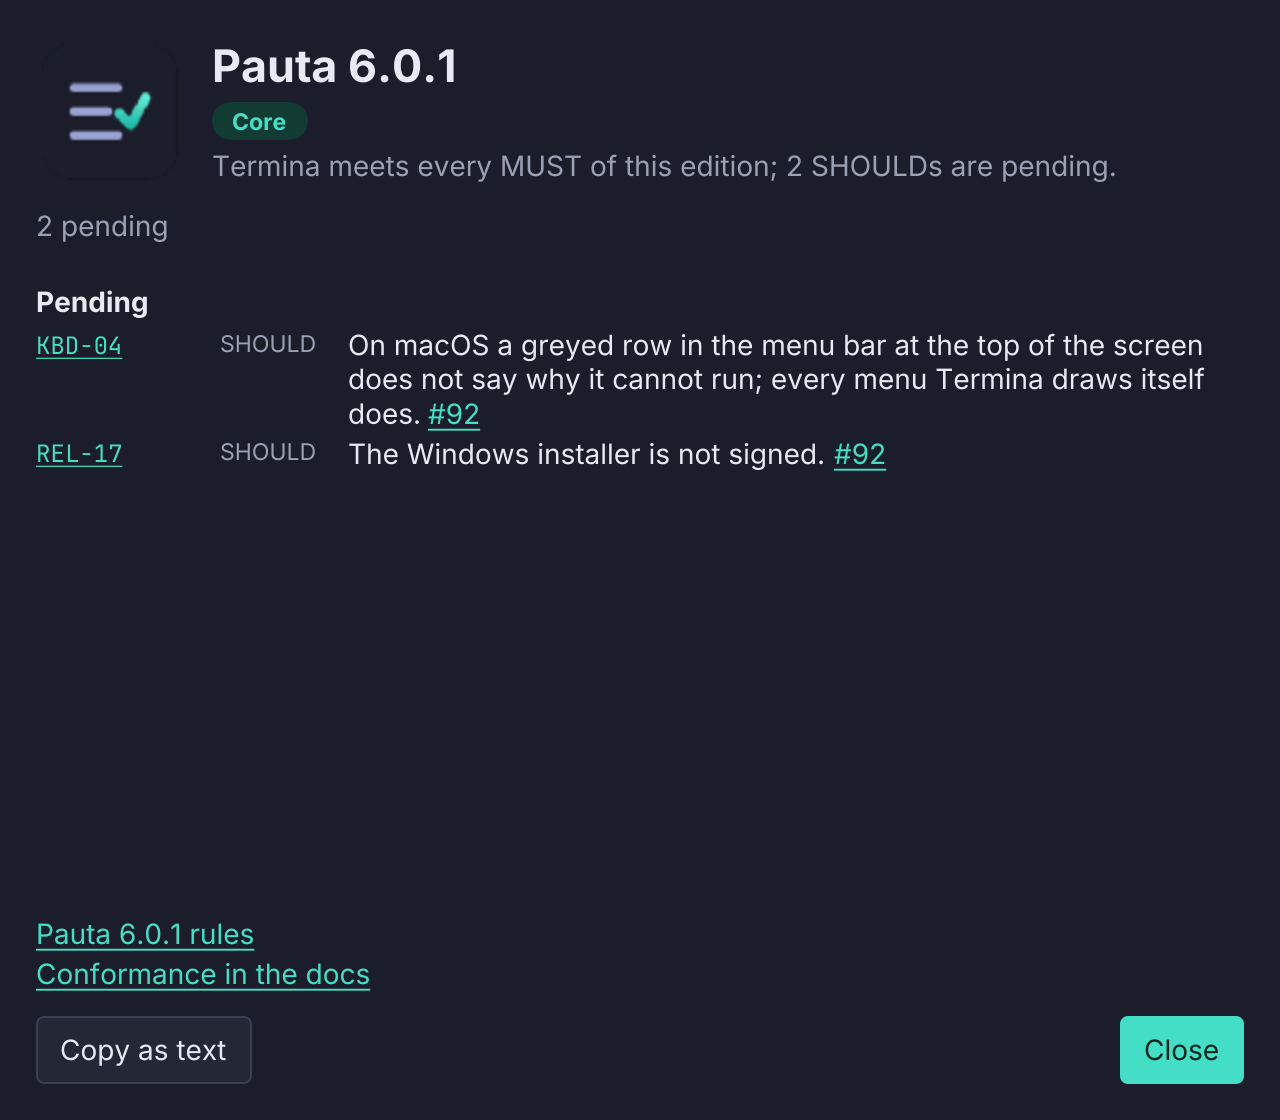 Pauta 6.0.1
Core
Termina meets every MUST of this edition; 2 SHOULDs are pending.
2 pending
Pending
KBD-04 SHOULD On macOS a greyed row in the menu bar at the top of the screen
does not say why it cannot run; every menu Termina draws itself
does. #92
REL-17 SHOULD The Windows installer is not signed. #92
Pauta 6.0.1 rules
Conformance in the docs
Copy as text Close